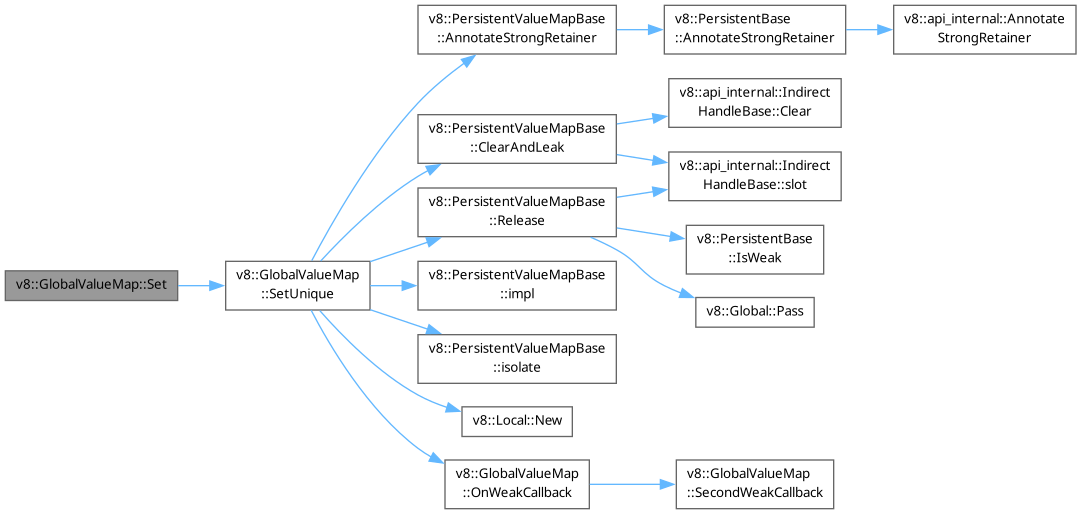 v8::GlobalValueMap::Set
v8::GlobalValueMap
::SetUnique
v8::PersistentValueMapBase
::AnnotateStrongRetainer
v8::PersistentBase
::AnnotateStrongRetainer
v8::api_internal::Annotate
StrongRetainer
v8::PersistentValueMapBase
::ClearAndLeak
v8::api_internal::Indirect
HandleBase::Clear
v8::api_internal::Indirect
HandleBase::slot
v8::PersistentValueMapBase
::Release
v8::PersistentBase
::IsWeak
v8::Global::Pass
v8::PersistentValueMapBase
::impl
v8::PersistentValueMapBase
::isolate
v8::Local::New
v8::GlobalValueMap
::OnWeakCallback
v8::GlobalValueMap
::SecondWeakCallback